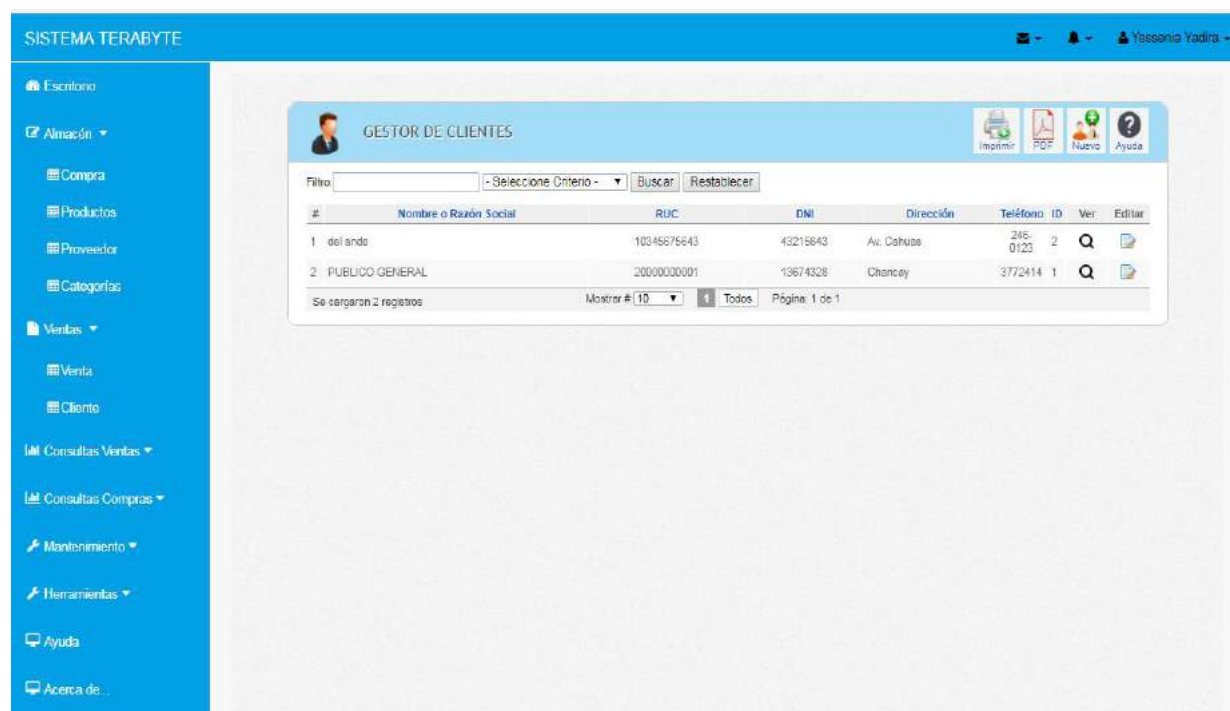 SISTEMA TERABYTE
Yessenia Yadira
Escritorio
Almacén
Compra
Productos
Proveedor
Categorías
Ventas
Venta
Cliente
Consultas Ventas
Consultas Compras
Mantenimiento
Herramientas
Ayuda
Acerca de...
GESTOR DE CLIENTES
Imprimir PDF Nuevo Ayuda
Filtro: - Seleccione Criterio - Buscar Restablecer
# Nombre o Razón Social RUC DNI Dirección Teléfono ID Ver Editar
1 del ande 10345675643 43215643 Av. Cahuas 246-0123 2
2 PUBLICO GENERAL 20000000001 13674328 Chancay 3772414 1
Se cargaron 2 registros Mostrar # 10 1 Todos Página: 1 de 1